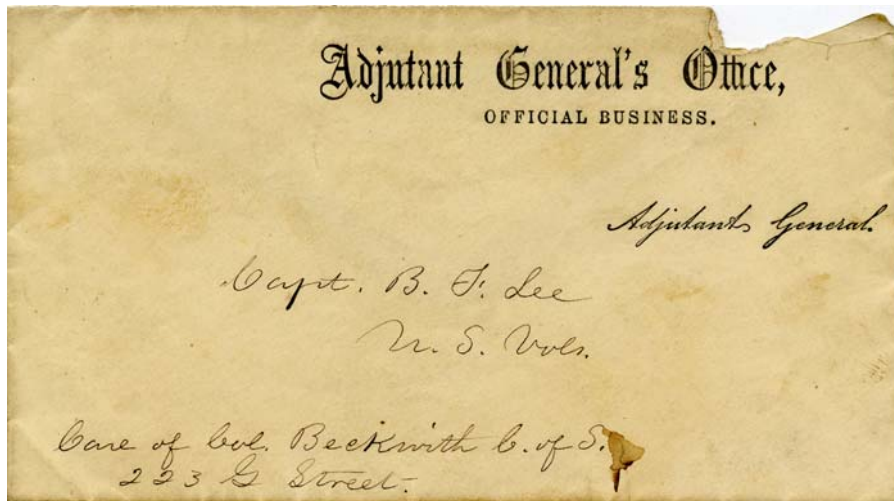 Adjutant General's Office,
OFFICIAL BUSINESS.
Adjutant General.
Capt. B. F. Lee
U. S. Vols.
Care of Col. Beckwith C. of S.
223 G Street.